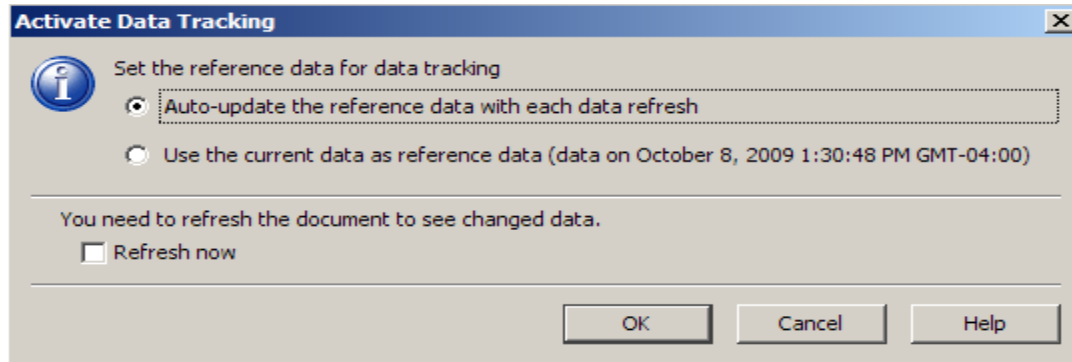 Activate Data Tracking
Set the reference data for data tracking
Auto-update the reference data with each data refresh
Use the current data as reference data (data on October 8, 2009 1:30:48 PM GMT-04:00)
You need to refresh the document to see changed data.
Refresh now
OK Cancel Help